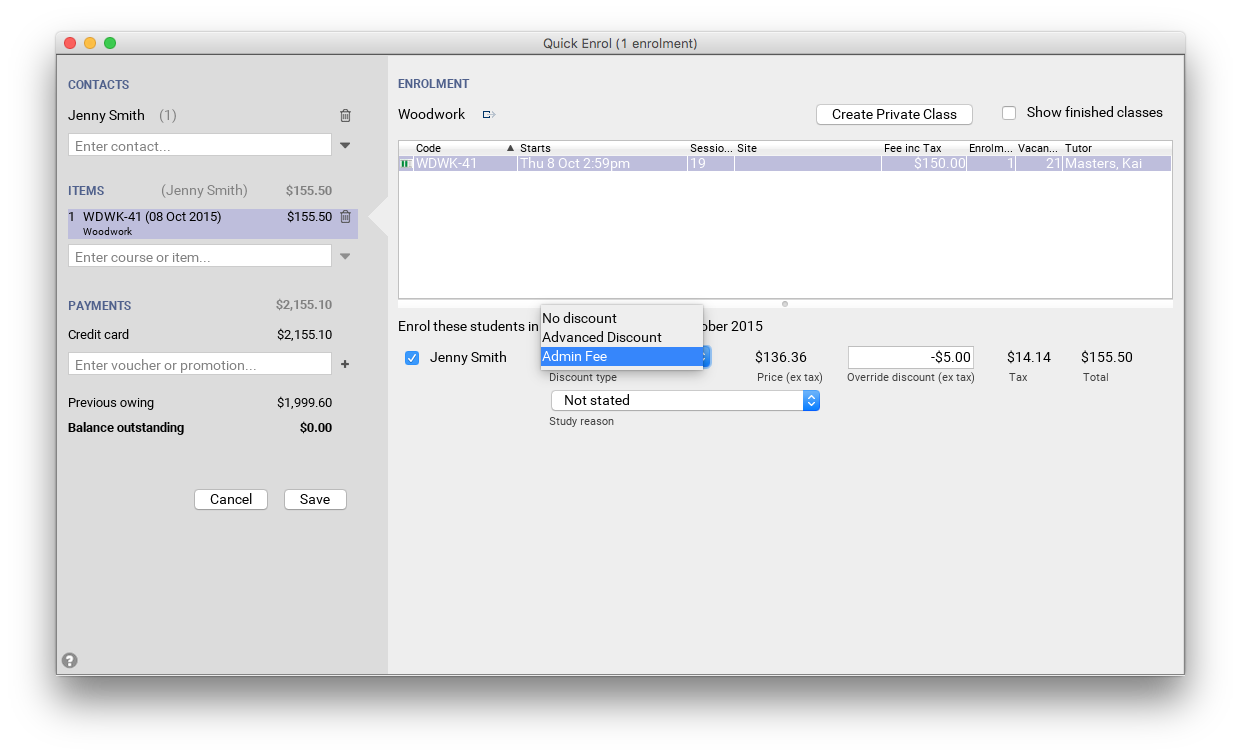 Quick Enrol (1 enrolment)
CONTACTS
Jenny Smith (1)
Enter contact...
ITEMS (Jenny Smith) $155.50
1 WDWK-41 (08 Oct 2015) $155.50
Woodwork
Enter course or item...
PAYMENTS $2,155.10
Credit card $2,155.10
Enter voucher or promotion... +
Previous owing $1,999.60
Balance outstanding $0.00
Cancel Save
?
ENROLMENT
Woodwork Create Private Class Show finished classes
Code Starts Sessio... Site Fee inc Tax Enrolm... Vacan... Tutor
WDWK-41 Thu 8 Oct 2:59pm 19 $150.00 1 21 Masters, Kai
No discount
Enrol these students in ober 2015
Advanced Discount
Admin Fee
Jenny Smith $136.36 -$5.00 $14.14 $155.50
Discount type Price (ex tax) Override discount (ex tax) Tax Total
Not stated
Study reason